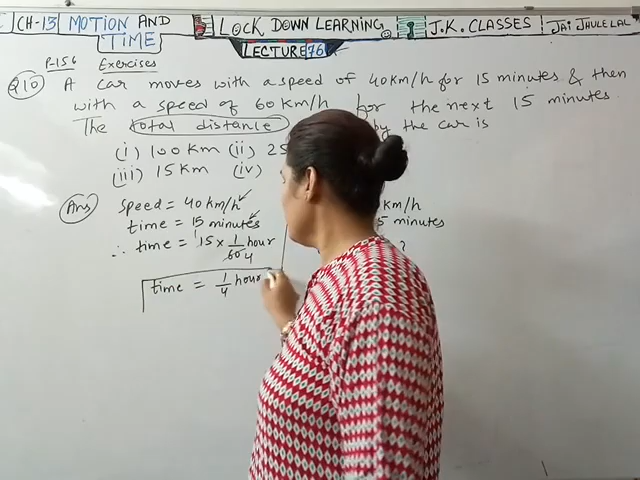 CH-13 MOTION AND TIME LOCK DOWN LEARNING J.K. CLASSES JAI JHULELAL
LECTURE 76
P-156 Exercises
Q10 A car moves with a speed of 40 km/h for 15 minutes & then
with a speed of 60 km/h for the next 15 minutes.
The total distance by the car is
(i) 100 km (ii) 25
(iii) 15 km (iv)
Ans Speed = 40 km/h km/h
time = 15 minutes 5 minutes
∴ time = 15 × 1/60 hour ?
4
time = 1/4 hour